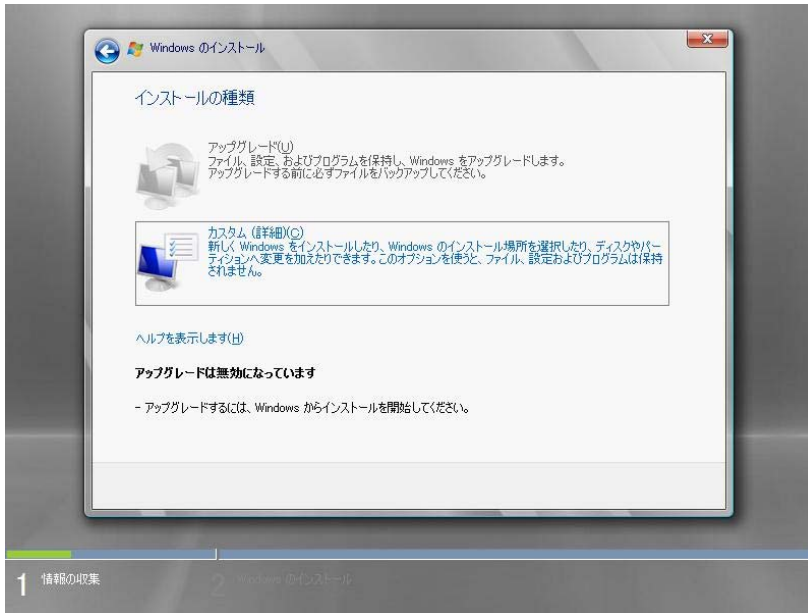 Windows のインストール
インストールの種類
アップグレード(U)
ファイル、設定、およびプログラムを保持し、Windows をアップグレードします。
アップグレードする前に必ずファイルをバックアップしてください。
カスタム (詳細)(C)
新しく Windows をインストールしたり、Windows のインストール場所を選択したり、ディスクやパー
ティションへ変更を加えたりできます。このオプションを使うと、ファイル、設定およびプログラムは保持
されません。
ヘルプを表示します(H)
アップグレードは無効になっています
- アップグレードするには、Windows からインストールを開始してください。
1 情報の収集
2 Windows のインストール